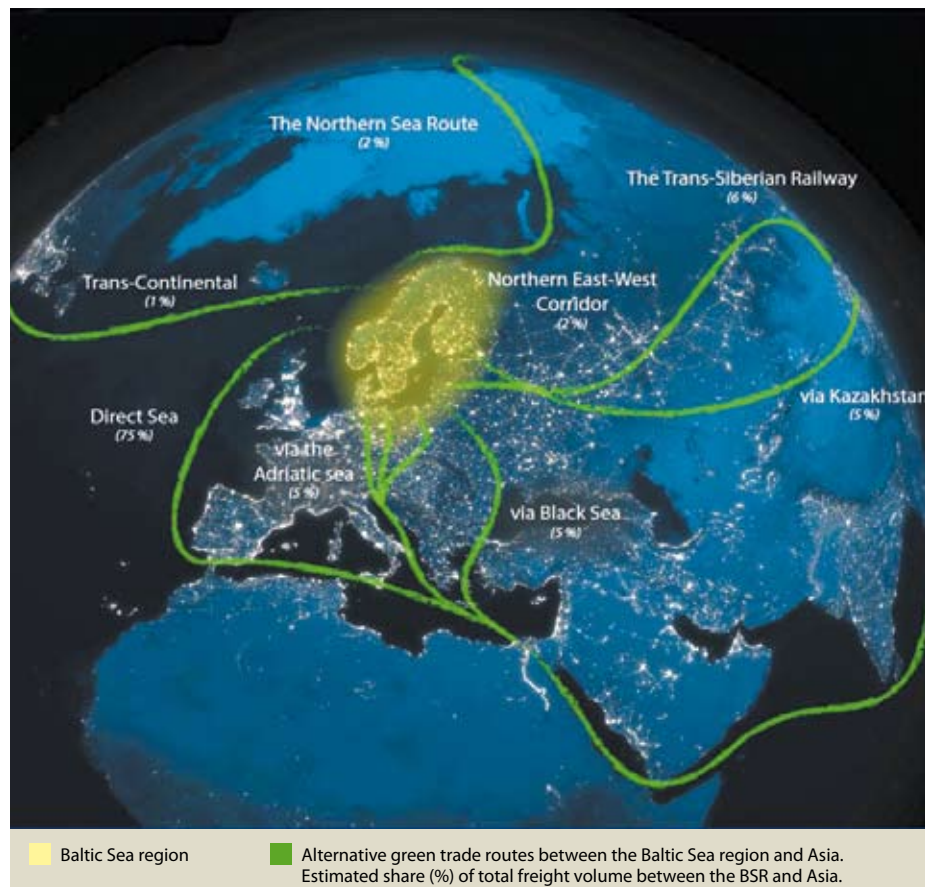 The Northern Sea Route
(2 %)
The Trans-Siberian Railway
(6 %)
Trans-Continental
(1 %)
Northern East-West
Corridor
(2 %)
via Kazakhstan
(5 %)
Direct Sea
(75 %)
via the
Adriatic sea
(5 %)
via Black Sea
(5 %)
Baltic Sea region
Alternative green trade routes between the Baltic Sea region and Asia.
Estimated share (%) of total freight volume between the BSR and Asia.